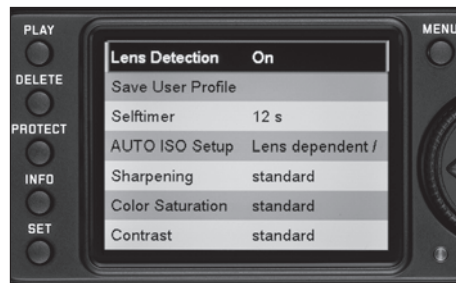 PLAY
DELETE
PROTECT
INFO
SET
MENU
Lens Detection On
Save User Profile
Selftimer 12 s
AUTO ISO Setup Lens dependent /
Sharpening standard
Color Saturation standard
Contrast standard